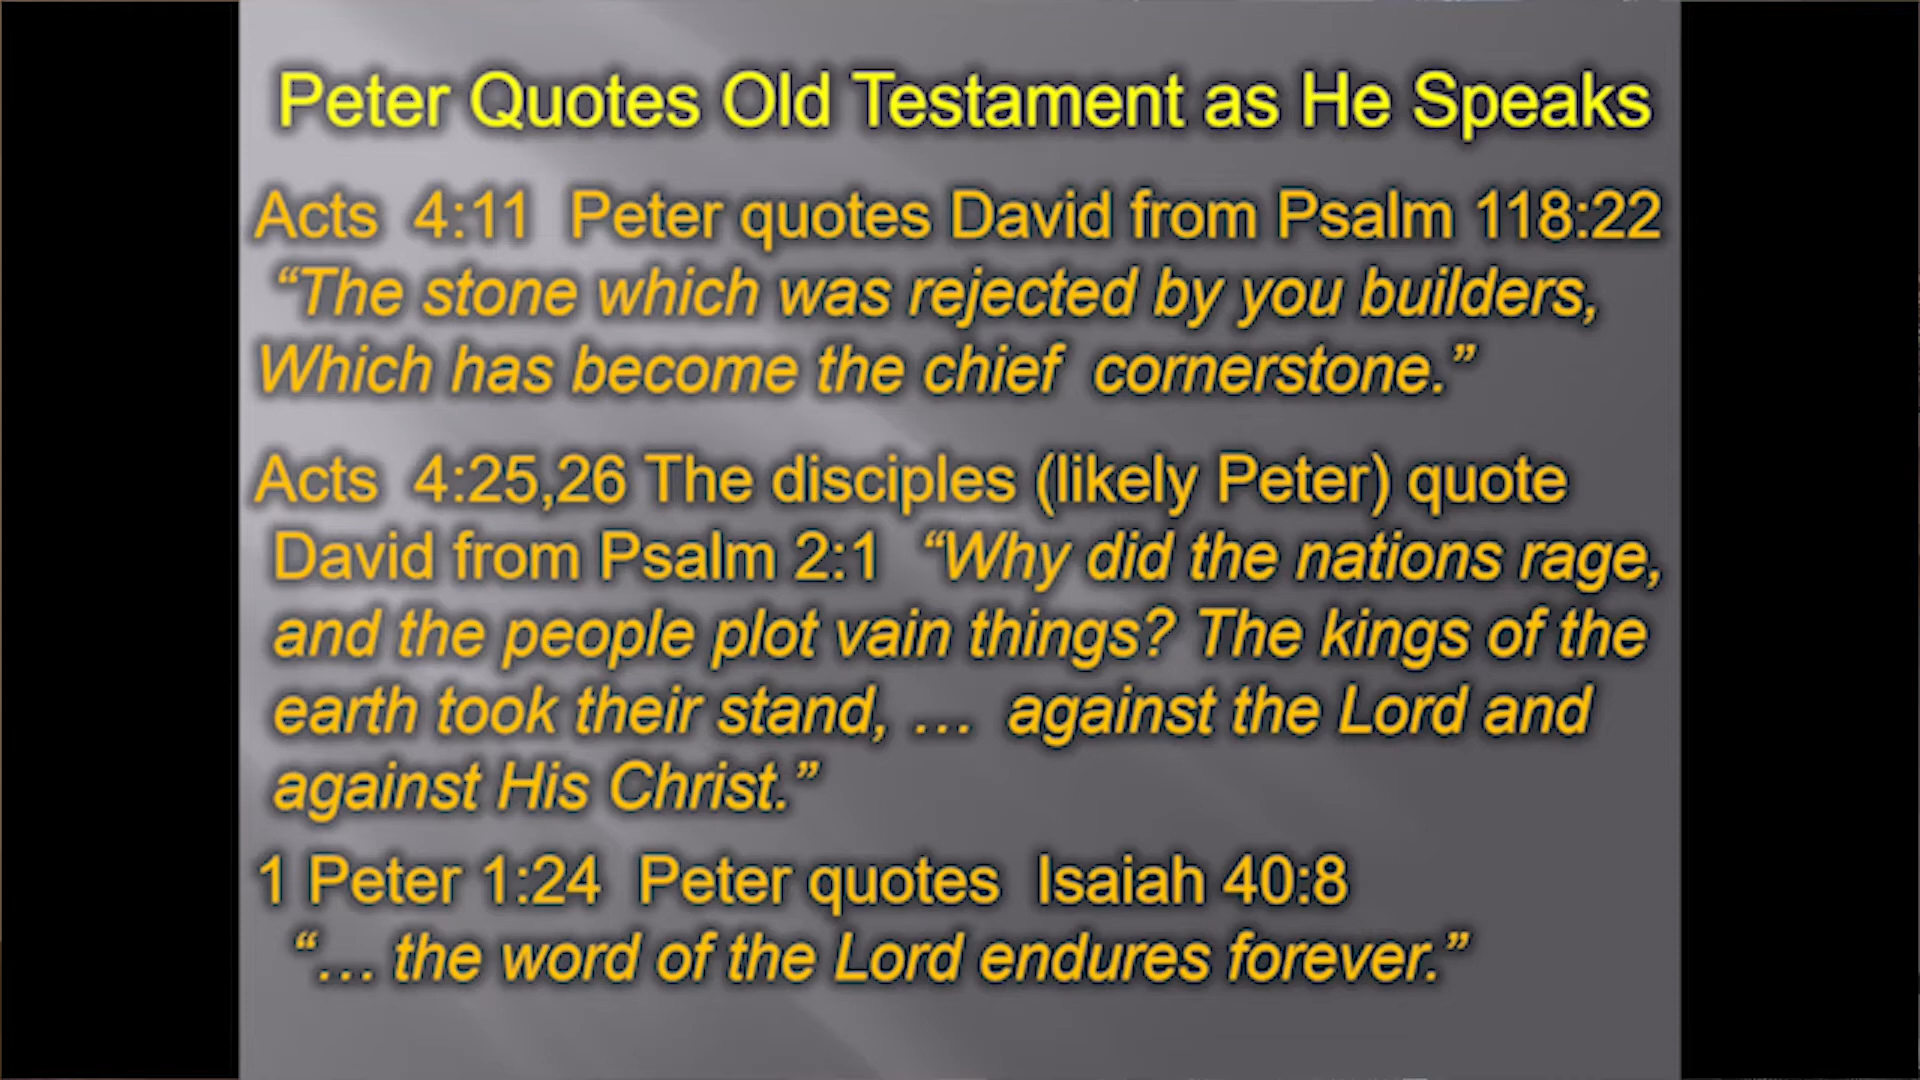 Peter Quotes Old Testament as He Speaks
Acts 4:11 Peter quotes David from Psalm 118:22
“The stone which was rejected by you builders,
Which has become the chief cornerstone.”
Acts 4:25,26 The disciples (likely Peter) quote
David from Psalm 2:1 “Why did the nations rage,
and the people plot vain things? The kings of the
earth took their stand, … against the Lord and
against His Christ.”
1 Peter 1:24 Peter quotes Isaiah 40:8
“… the word of the Lord endures forever.”